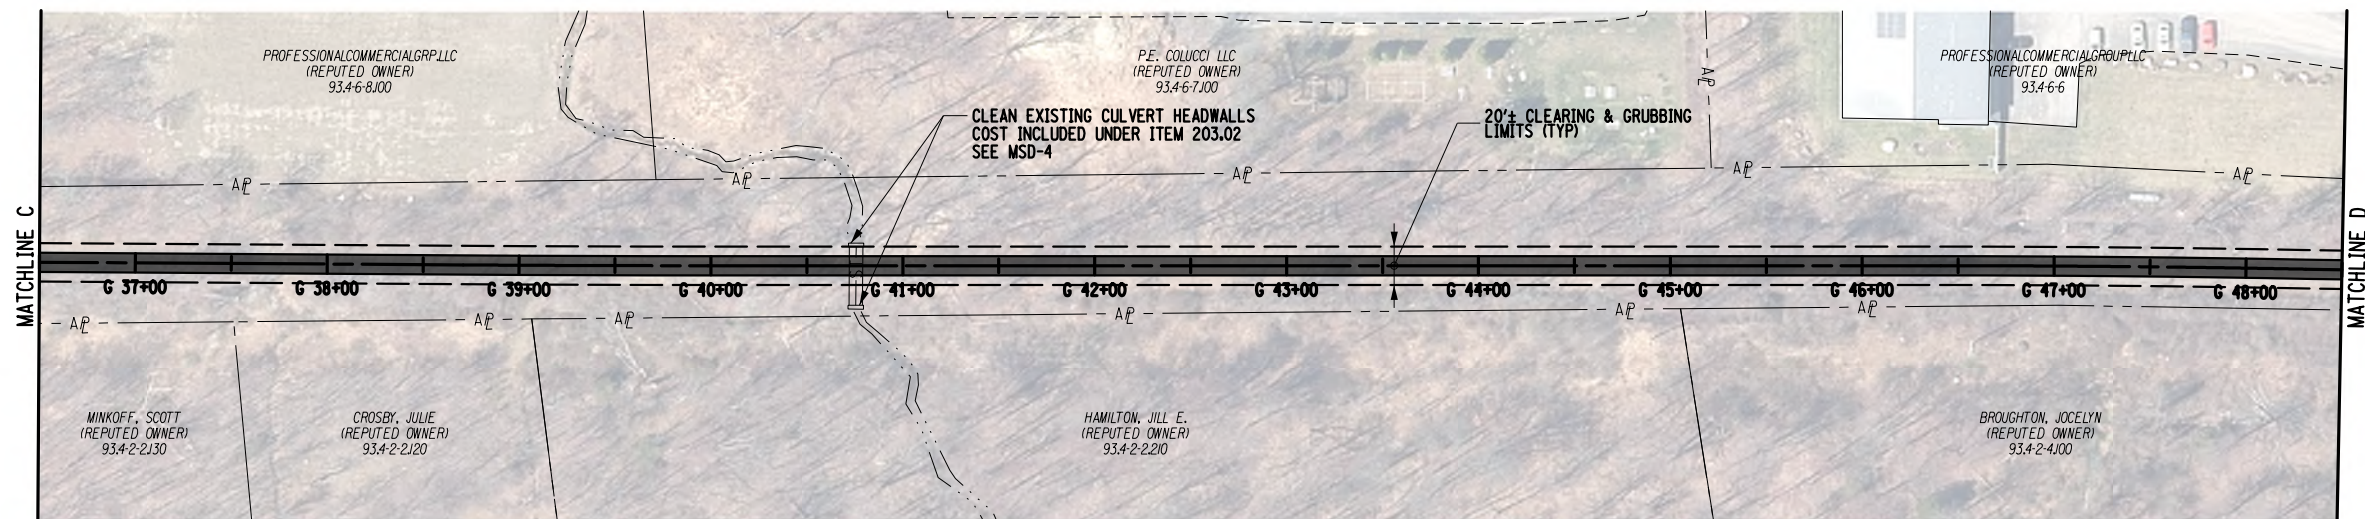 PROFESSIONALCOMMERCIALGRP,LLC
(REPUTED OWNER)
93.4-6-8.100
P.E. COLUCCI LLC
(REPUTED OWNER)
93.4-6-7.100
PROFESSIONALCOMMERCIALGROUPLLC
(REPUTED OWNER)
93.4-6-6
CLEAN EXISTING CULVERT HEADWALLS
COST INCLUDED UNDER ITEM 203.02
SEE MSD-4
20'± CLEARING & GRUBBING
LIMITS (TYP)
MATCHLINE C
MATCHLINE D
G 37+00
G 38+00
G 39+00
G 40+00
G 41+00
G 42+00
G 43+00
G 44+00
G 45+00
G 46+00
G 47+00
G 48+00
MINKOFF, SCOTT
(REPUTED OWNER)
93.4-2-2.130
CROSBY, JULIE
(REPUTED OWNER)
93.4-2-2.120
HAMILTON, JILL E.
(REPUTED OWNER)
93.4-2-2.210
BROUGHTON, JOCELYN
(REPUTED OWNER)
93.4-2-4.100